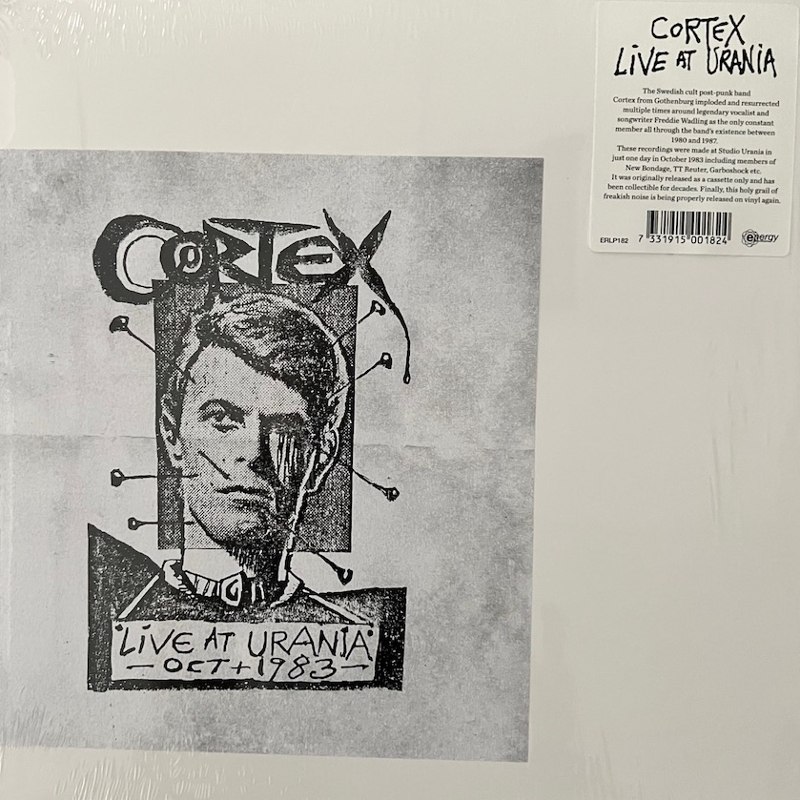 CORTEX
LIVE AT URANIA
The Swedish cult post-punk band
Cortex from Gothenburg imploded and resurrected
multiple times around legendary vocalist and
songwriter Freddie Wadling as the only constant
member all through the band's existence between
1980 and 1987.
These recordings were made at Studio Urania in
just one day in October 1983 including members of
New Bondage, TT Reuter, Garboshock etc.
It was originally released as a cassette only and has
been collectible for decades. Finally, this holy grail of
freakish noise is being properly released on vinyl again.
ERLP182 7 331915 001824 energy
CORTEX
"LIVE AT URANIA"
—OCT+1983—